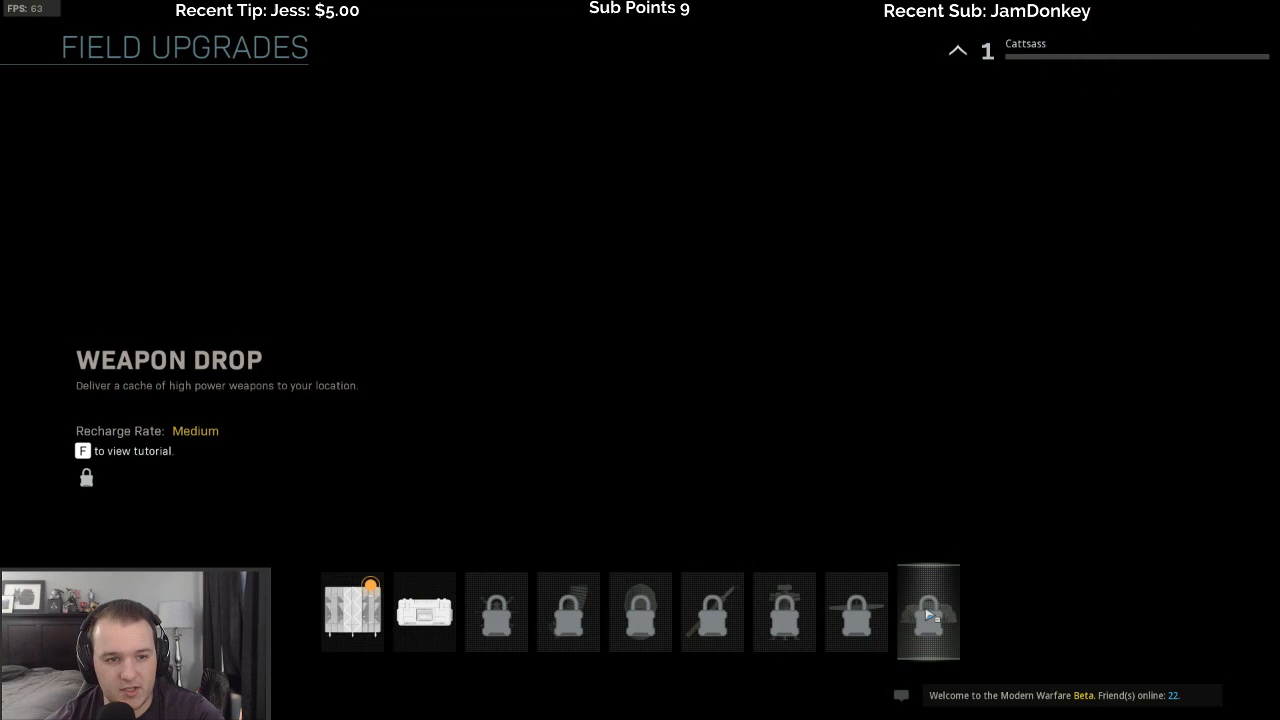 FPS: 63
Recent Tip: Jess: $5.00
Sub Points 9
Recent Sub: JamDonkey
FIELD UPGRADES
1
Cattsass
WEAPON DROP
Deliver a cache of high power weapons to your location.
Recharge Rate: Medium
F to view tutorial.
Welcome to the Modern Warfare Beta. Friend(s) online: 22.